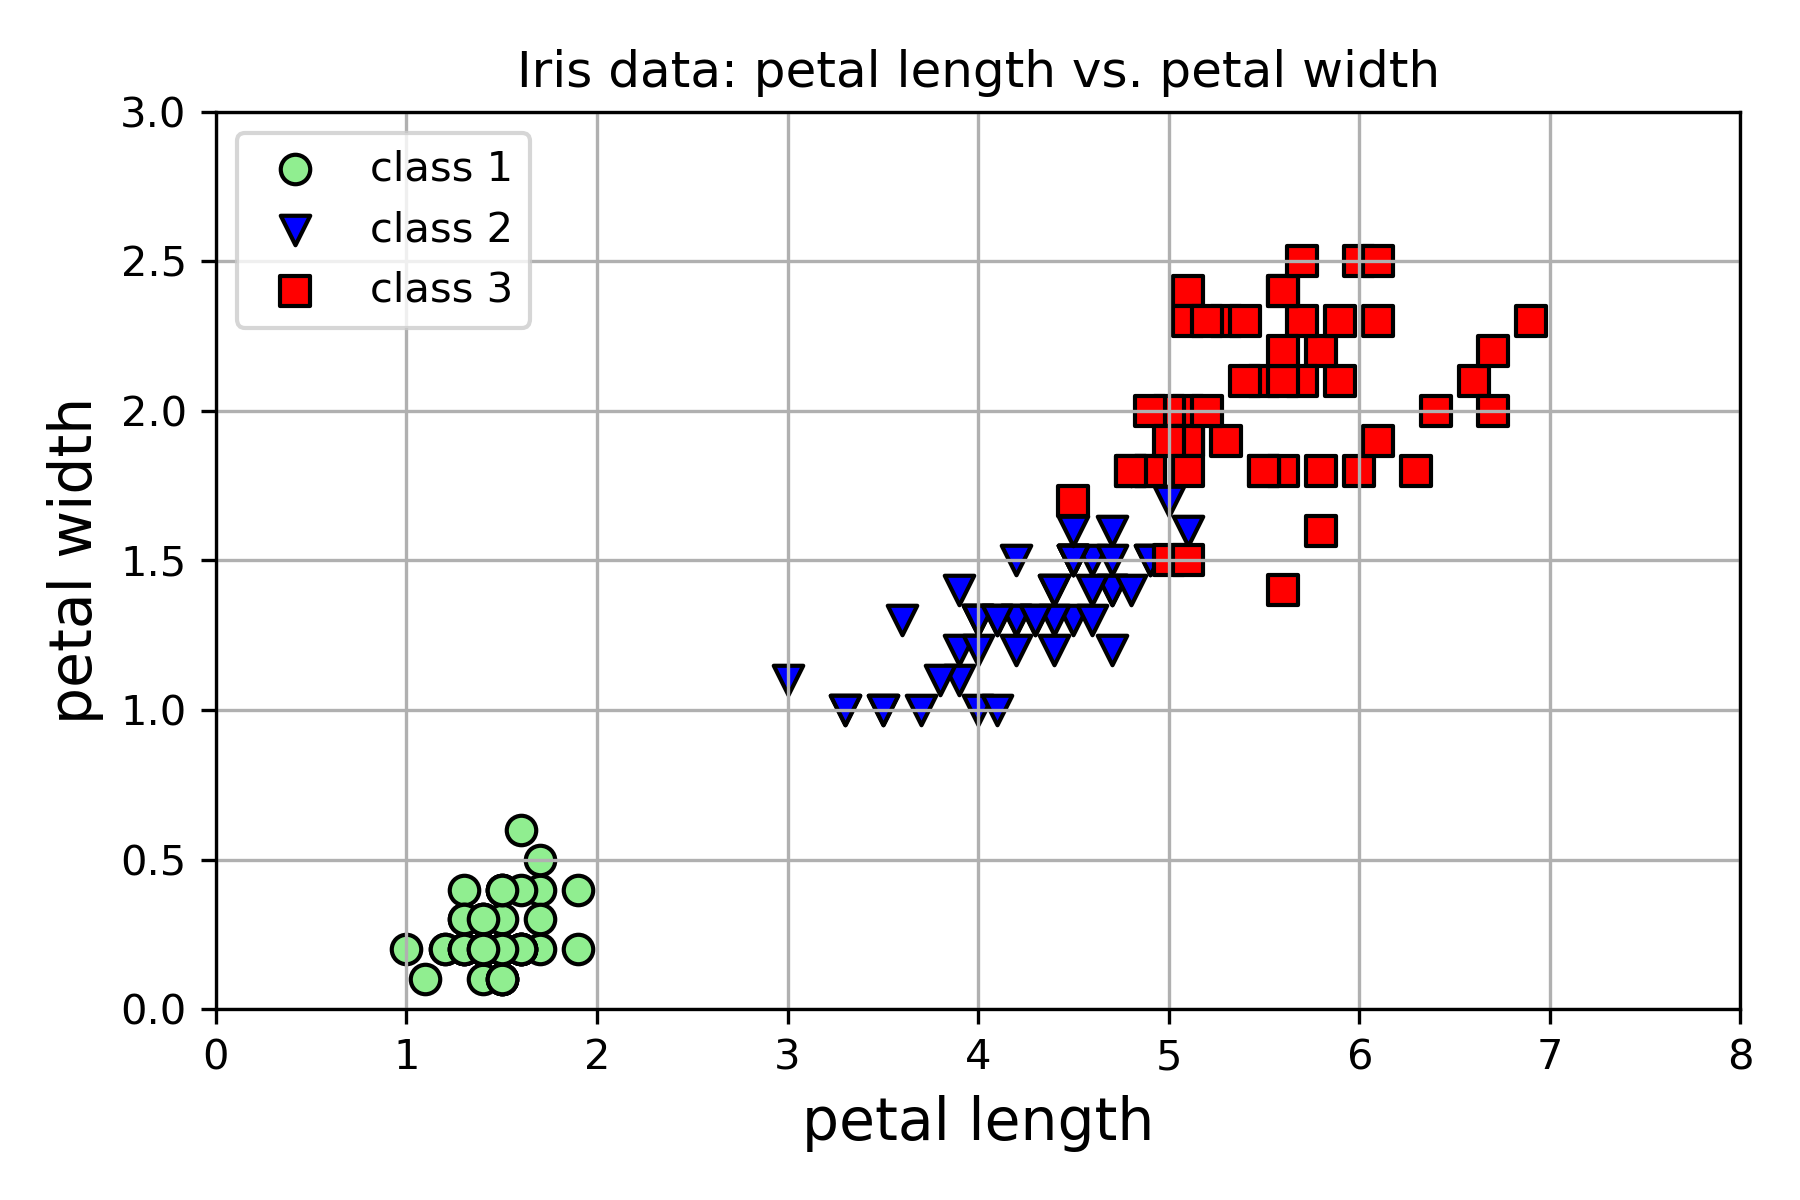 Iris data: petal length vs. petal width
3.0
class 1
class 2
2.5
class 3
2.0
petal width
1.5
1.0
0.5
0.0
0 1 2 3 4 5 6 7 8
petal length